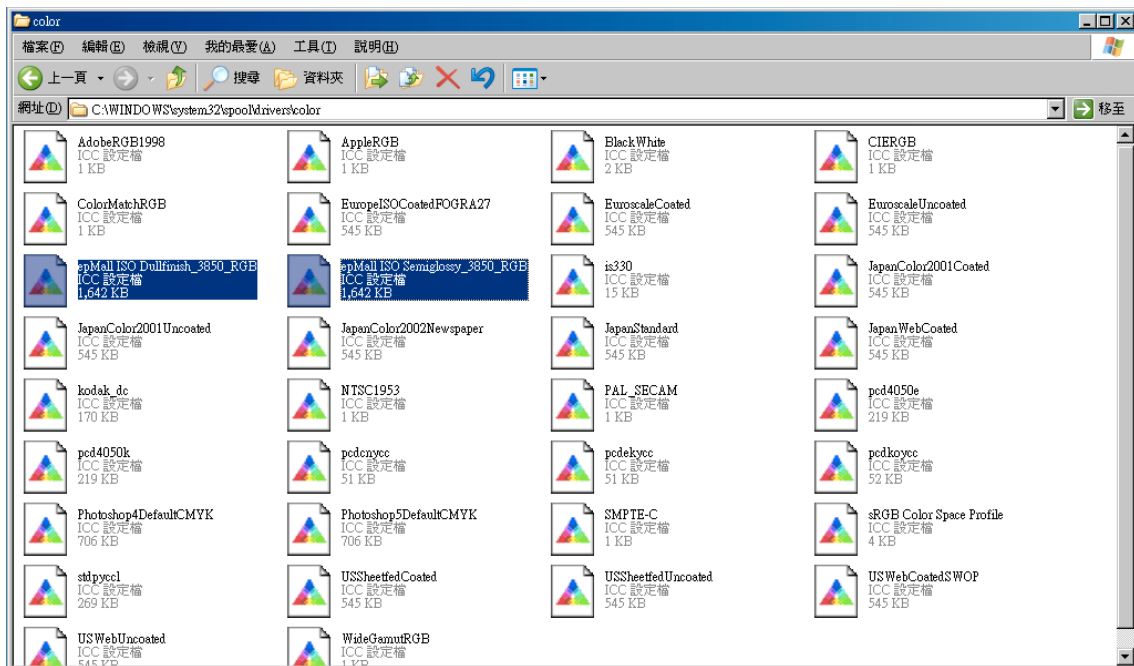 color
檔案(F) 編輯(E) 檢視(V) 我的最愛(A) 工具(T) 說明(H)
上一頁 搜尋 資料夾
網址(D) C:\WINDOWS\system32\spool\drivers\color 移至
AdobeRGB1998
ICC 設定檔
1 KB
AppleRGB
ICC 設定檔
1 KB
BlackWhite
ICC 設定檔
2 KB
CIERGB
ICC 設定檔
1 KB
ColorMatchRGB
ICC 設定檔
1 KB
EuropeISOCoatedFOGRA27
ICC 設定檔
545 KB
EuroscaleCoated
ICC 設定檔
545 KB
EuroscaleUncoated
ICC 設定檔
545 KB
epMall ISO Dullfinish_3850_RGB
ICC 設定檔
1,642 KB
epMall ISO Semiglossy_3850_RGB
ICC 設定檔
1,642 KB
is330
ICC 設定檔
15 KB
JapanColor2001Coated
ICC 設定檔
545 KB
JapanColor2001Uncoated
ICC 設定檔
545 KB
JapanColor2002Newspaper
ICC 設定檔
545 KB
JapanStandard
ICC 設定檔
545 KB
JapanWebCoated
ICC 設定檔
545 KB
kodak_dc
ICC 設定檔
170 KB
NTSC1953
ICC 設定檔
1 KB
PAL_SECAM
ICC 設定檔
1 KB
pcd4050e
ICC 設定檔
219 KB
pcd4050k
ICC 設定檔
219 KB
pcdcnycc
ICC 設定檔
51 KB
pcdekycc
ICC 設定檔
51 KB
pcdkoycc
ICC 設定檔
52 KB
Photoshop4DefaultCMYK
ICC 設定檔
706 KB
Photoshop5DefaultCMYK
ICC 設定檔
706 KB
SMPTE-C
ICC 設定檔
1 KB
sRGB Color Space Profile
ICC 設定檔
4 KB
stdpyccl
ICC 設定檔
269 KB
USSheetfedCoated
ICC 設定檔
545 KB
USSheetfedUncoated
ICC 設定檔
545 KB
USWebCoatedSWOP
ICC 設定檔
545 KB
USWebUncoated
ICC 設定檔
545 KB
WideGamutRGB
ICC 設定檔
1 KB